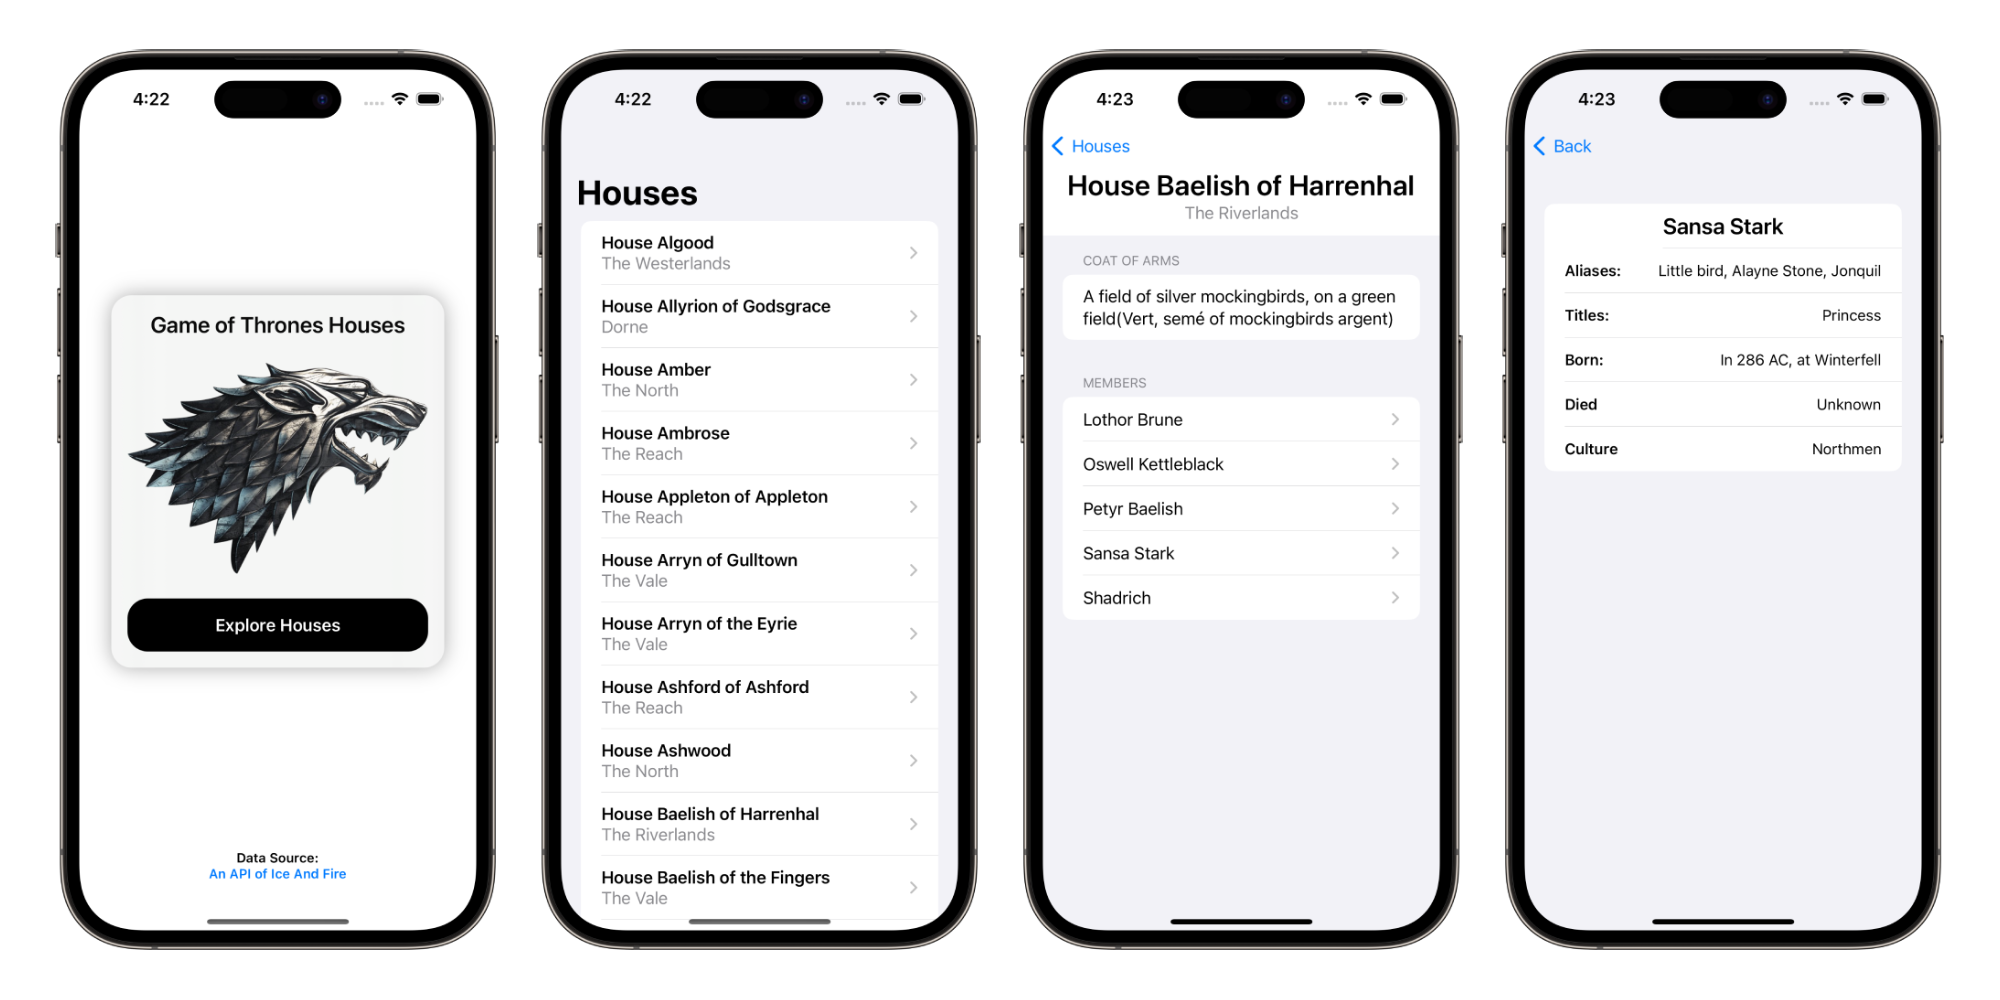 4:22
Game of Thrones Houses
Explore Houses
Data Source:
An API of Ice And Fire
4:22
Houses
House Algood
The Westerlands
House Allyrion of Godsgrace
Dorne
House Amber
The North
House Ambrose
The Reach
House Appleton of Appleton
The Reach
House Arryn of Gulltown
The Vale
House Arryn of the Eyrie
The Vale
House Ashford of Ashford
The Reach
House Ashwood
The North
House Baelish of Harrenhal
The Riverlands
House Baelish of the Fingers
The Vale
4:23
Houses
House Baelish of Harrenhal
The Riverlands
COAT OF ARMS
A field of silver mockingbirds, on a green
field(Vert, semé of mockingbirds argent)
MEMBERS
Lothor Brune
Oswell Kettleblack
Petyr Baelish
Sansa Stark
Shadrich
4:23
Back
Sansa Stark
Aliases: Little bird, Alayne Stone, Jonquil
Titles: Princess
Born: In 286 AC, at Winterfell
Died Unknown
Culture Northmen